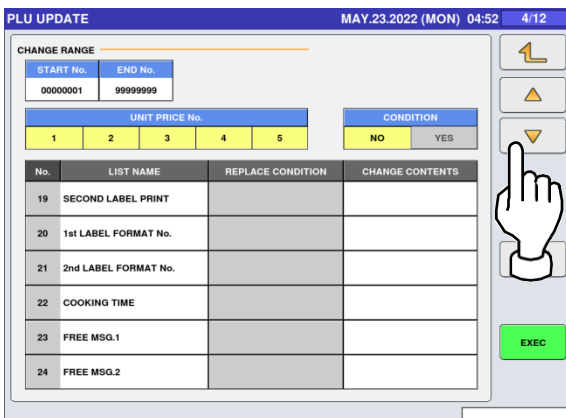 PLU UPDATE MAY.23.2022 (MON) 04:52 4/12
CHANGE RANGE
START No. END No.
00000001 99999999
UNIT PRICE No. CONDITION
1 2 3 4 5 NO YES
No. LIST NAME REPLACE CONDITION CHANGE CONTENTS
19 SECOND LABEL PRINT
20 1st LABEL FORMAT No.
21 2nd LABEL FORMAT No.
22 COOKING TIME
23 FREE MSG.1
24 FREE MSG.2
EXEC